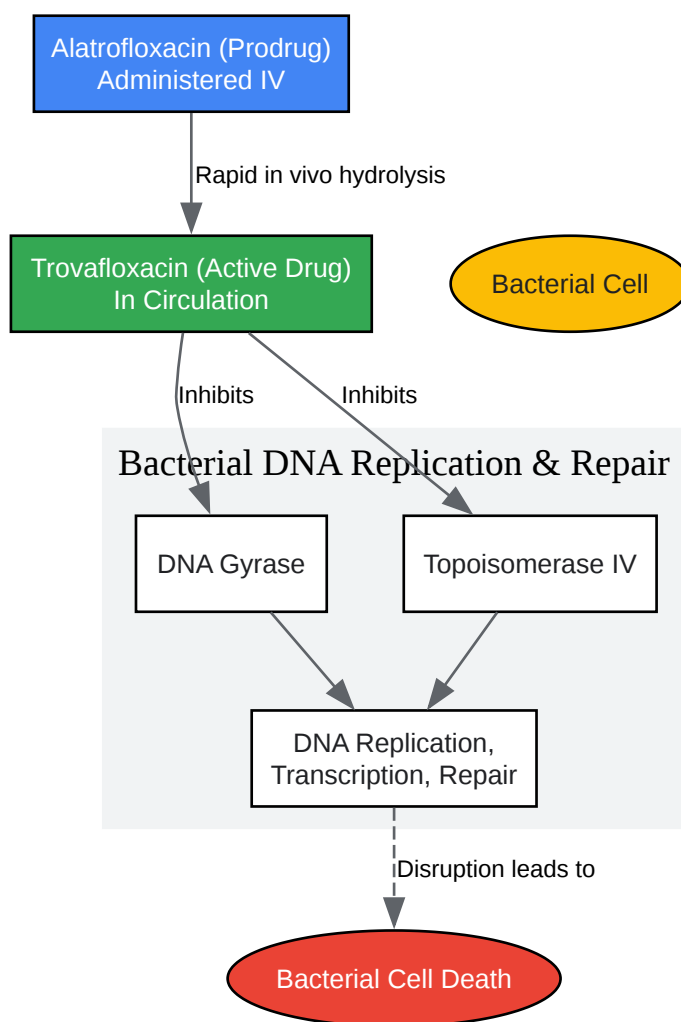 Alatrofloxacin (Prodrug)
Administered IV
Rapid in vivo hydrolysis
Trovafloxacin (Active Drug)
In Circulation
Bacterial Cell
Inhibits
Inhibits
Bacterial DNA Replication & Repair
DNA Gyrase
Topoisomerase IV
DNA Replication,
Transcription, Repair
Disruption leads to
Bacterial Cell Death